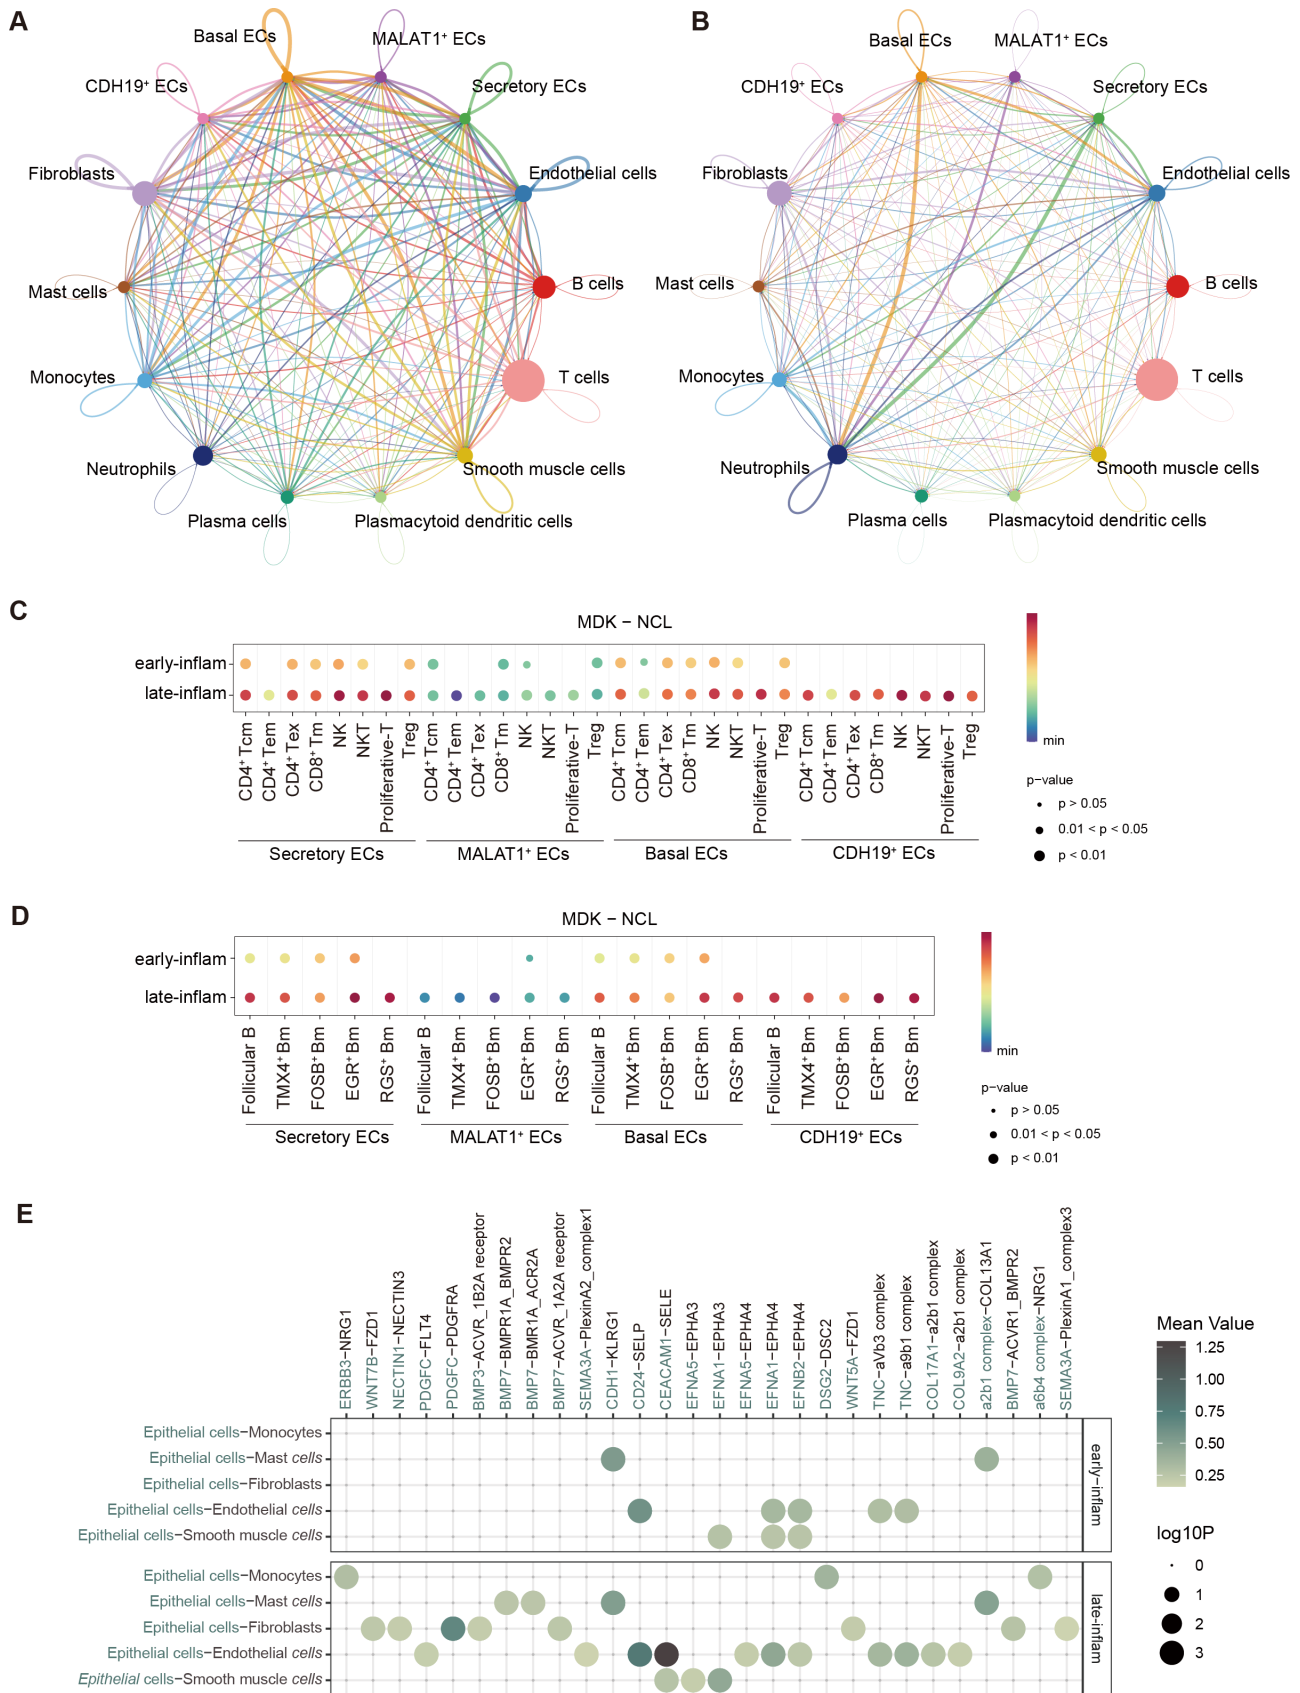 A
B
Basal ECs
MALAT1⁺ ECs
CDH19⁺ ECs
Secretory ECs
Fibroblasts
Endothelial cells
Mast cells
B cells
Monocytes
T cells
Neutrophils
Smooth muscle cells
Plasma cells
Plasmacytoid dendritic cells
Basal ECs
MALAT1⁺ ECs
CDH19⁺ ECs
Secretory ECs
Fibroblasts
Endothelial cells
Mast cells
B cells
Monocytes
T cells
Neutrophils
Smooth muscle cells
Plasma cells
Plasmacytoid dendritic cells
C
MDK − NCL
early-inflam
late-inflam
CD4⁺ Tcm
CD4⁺ Tem
CD4⁺ Tex
CD8⁺ Tm
NK
NKT
Proliferative-T
Treg
CD4⁺ Tcm
CD4⁺ Tem
CD4⁺ Tex
CD8⁺ Tm
NK
NKT
Proliferative-T
Treg
CD4⁺ Tcm
CD4⁺ Tem
CD4⁺ Tex
CD8⁺ Tm
NK
NKT
Proliferative-T
Treg
CD4⁺ Tcm
CD4⁺ Tem
CD4⁺ Tex
CD8⁺ Tm
NK
NKT
Proliferative-T
Treg
Secretory ECs
MALAT1⁺ ECs
Basal ECs
CDH19⁺ ECs
min
p−value
p > 0.05
0.01 < p < 0.05
p < 0.01
D
MDK − NCL
early-inflam
late-inflam
Follicular B
TMX4⁺ Bm
FOSB⁺ Bm
EGR⁺ Bm
RGS⁺ Bm
Follicular B
TMX4⁺ Bm
FOSB⁺ Bm
EGR⁺ Bm
RGS⁺ Bm
Follicular B
TMX4⁺ Bm
FOSB⁺ Bm
EGR⁺ Bm
RGS⁺ Bm
Follicular B
TMX4⁺ Bm
FOSB⁺ Bm
EGR⁺ Bm
RGS⁺ Bm
Secretory ECs
MALAT1⁺ ECs
Basal ECs
CDH19⁺ ECs
min
p−value
p > 0.05
0.01 < p < 0.05
p < 0.01
E
ERBB3−NRG1
WNT7B−FZD1
NECTIN1−NECTIN3
PDGFC−FLT4
PDGFC−PDGFRA
BMP3−ACVR_1B2A receptor
BMP7−BMPR1A_BMPR2
BMP7−BMR1A_ACR2A
BMP7−ACVR_1A2A receptor
SEMA3A−PlexinA2_complex1
CDH1−KLRG1
CD24−SELP
CEACAM1−SELE
EFNA5−EPHA3
EFNA1−EPHA3
EFNA5−EPHA4
EFNA1−EPHA4
EFNB2−EPHA4
DSG2−DSC2
WNT5A−FZD1
TNC−aVb3 complex
TNC−a9b1 complex
COL17A1−a2b1 complex
COL9A2−a2b1 complex
a2b1 complex−COL13A1
BMP7−ACVR1_BMPR2
a6b4 complex−NRG1
SEMA3A−PlexinA1_complex3
Epithelial cells−Monocytes
Epithelial cells−Mast cells
Epithelial cells−Fibroblasts
Epithelial cells−Endothelial cells
Epithelial cells−Smooth muscle cells
early−inflam
Epithelial cells−Monocytes
Epithelial cells−Mast cells
Epithelial cells−Fibroblasts
Epithelial cells−Endothelial cells
Epithelial cells−Smooth muscle cells
late-inflam
Mean Value
1.25
1.00
0.75
0.50
0.25
log10P
0
1
2
3